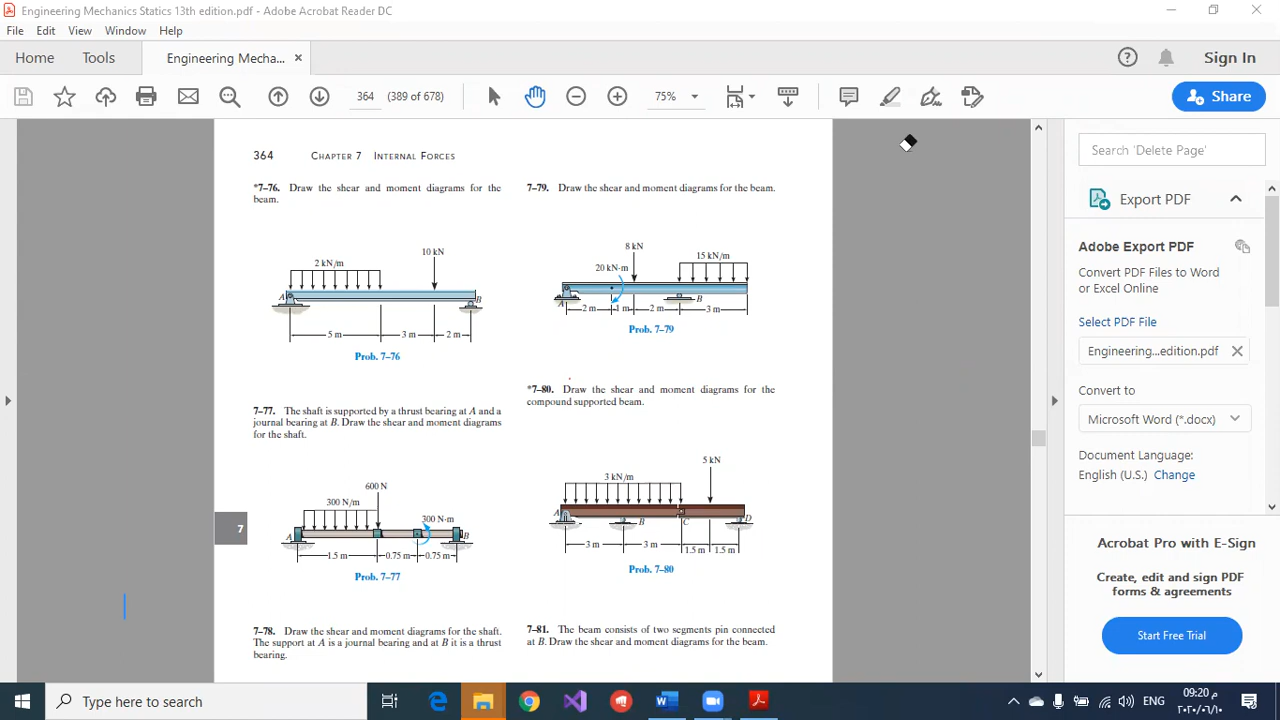 Engineering Mechanics Statics 13th edition.pdf - Adobe Acrobat Reader DC
File Edit View Window Help
Home Tools Engineering Mecha... × Sign In
364 (389 of 678) 75% Share
364 CHAPTER 7 INTERNAL FORCES
*7–76. Draw the shear and moment diagrams for the
beam.
2 kN/m
10 kN
A
B
5 m 3 m 2 m
Prob. 7–76
7–77. The shaft is supported by a thrust bearing at A and a
journal bearing at B. Draw the shear and moment diagrams
for the shaft.
600 N
300 N/m
300 N·m
A
B
1.5 m 0.75 m 0.75 m
Prob. 7–77
7–78. Draw the shear and moment diagrams for the shaft.
The support at A is a journal bearing and at B it is a thrust
bearing.
7
7–79. Draw the shear and moment diagrams for the beam.
8 kN
15 kN/m
20 kN·m
A
B
2 m 1 m 2 m 3 m
Prob. 7–79
*7–80. Draw the shear and moment diagrams for the
compound supported beam.
5 kN
3 kN/m
A
B C D
3 m 3 m 1.5 m 1.5 m
Prob. 7–80
7–81. The beam consists of two segments pin connected
at B. Draw the shear and moment diagrams for the beam.
Search 'Delete Page'
Export PDF
Adobe Export PDF
Convert PDF Files to Word
or Excel Online
Select PDF File
Engineering...edition.pdf ×
Convert to
Microsoft Word (*.docx)
Document Language:
English (U.S.) Change
Acrobat Pro with E-Sign
Convert, edit and sign PDF
forms & agreements
Start Free Trial
Type here to search
ENG
09:20 م
٢٠٢٠/٠٦/١٠